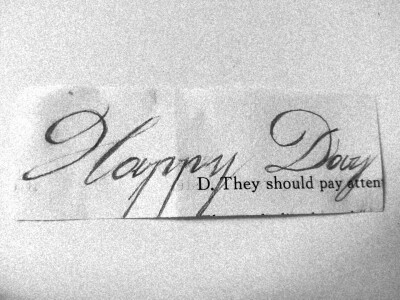 Happy Day
D. They should pay atten